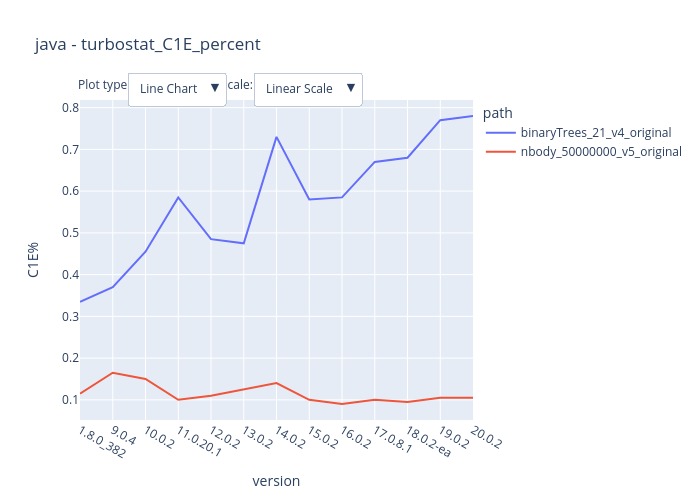 java - turbostat_C1E_percent
Plot type
Line Chart ▼
cale:
Linear Scale ▼
path
binaryTrees_21_v4_original
nbody_50000000_v5_original
C1E%
0.8
0.7
0.6
0.5
0.4
0.3
0.2
0.1
1.8.0_382
9.0.4
10.0.2
11.0.20.1
12.0.2
13.0.2
14.0.2
15.0.2
16.0.2
17.0.8.1
18.0.2-ea
19.0.2
20.0.2
version